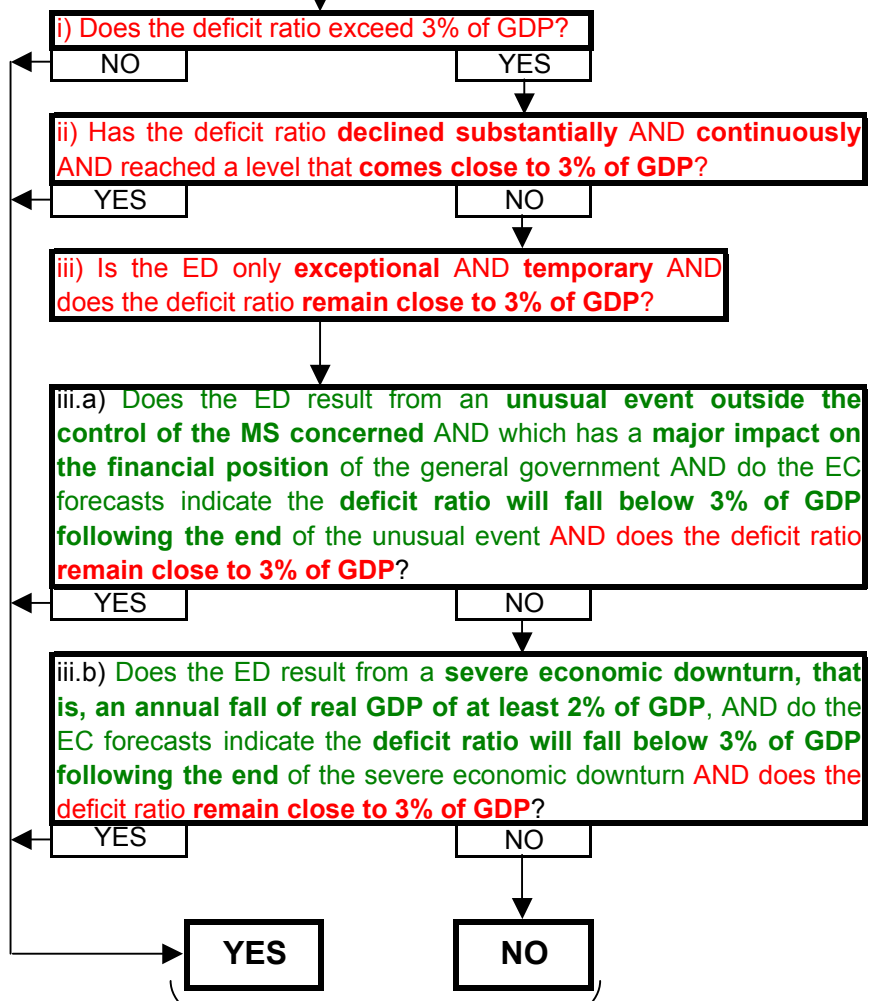 i) Does the deficit ratio exceed 3% of GDP?
NO YES
ii) Has the deficit ratio declined substantially AND continuously
AND reached a level that comes close to 3% of GDP?
YES NO
iii) Is the ED only exceptional AND temporary AND
does the deficit ratio remain close to 3% of GDP?
iii.a) Does the ED result from an unusual event outside the
control of the MS concerned AND which has a major impact on
the financial position of the general government AND do the EC
forecasts indicate the deficit ratio will fall below 3% of GDP
following the end of the unusual event AND does the deficit ratio
remain close to 3% of GDP?
YES NO
iii.b) Does the ED result from a severe economic downturn, that
is, an annual fall of real GDP of at least 2% of GDP, AND do the
EC forecasts indicate the deficit ratio will fall below 3% of GDP
following the end of the severe economic downturn AND does the
deficit ratio remain close to 3% of GDP?
YES NO
YES NO